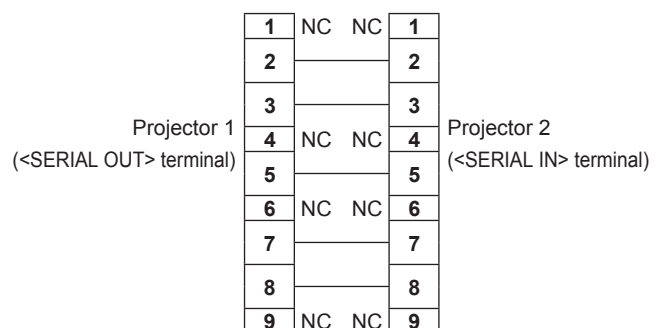 1 NC NC 1
2 2
3 3
Projector 1 Projector 2
4 NC NC 4
(<SERIAL OUT> terminal) (<SERIAL IN> terminal)
5 5
6 NC NC 6
7 7
8 8
9 NC NC 9